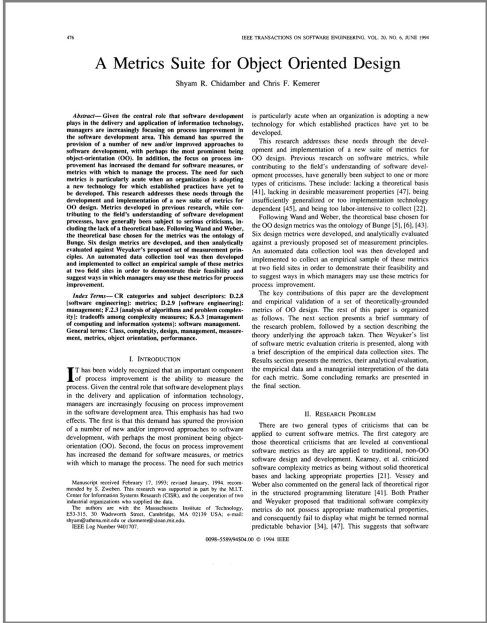 476
IEEE TRANSACTIONS ON SOFTWARE ENGINEERING, VOL. 20, NO. 6, JUNE 1994
A Metrics Suite for Object Oriented Design
Shyam R. Chidamber and Chris F. Kemerer
Abstract—Given the central role that software development
plays in the delivery and application of information technology,
managers are increasingly focusing on process improvement in
the software development area. This demand has spurred the
provision of a number of new and/or improved approaches to
software development, with perhaps the most prominent being
object-orientation (OO). In addition, the focus on process im-
provement has increased the demand for software measures, or
metrics with which to manage the process. The need for such
metrics is particularly acute when an organization is adopting
a new technology for which established practices have yet to
be developed. This research addresses these needs through the
development and implementation of a new suite of metrics for
OO design. Metrics developed in previous research, while con-
tributing to the field's understanding of software development
processes, have generally been subject to serious criticisms, in-
cluding the lack of a theoretical base. Following Wand and Weber,
the theoretical base chosen for the metrics was the ontology of
Bunge. Six design metrics are developed, and then analytically
evaluated against Weyuker's proposed set of measurement prin-
ciples. An automated data collection tool was then developed
and implemented to collect an empirical sample of these metrics
at two field sites in order to demonstrate their feasibility and
suggest ways in which managers may use these metrics for process
improvement.
Index Terms—CR categories and subject descriptors: D.2.8
[software engineering]: metrics; D.2.9 [software engineering]:
management; F.2.3 [analysis of algorithms and problem complex-
ity]: tradeoffs among complexity measures; K.6.3 [management
of computing and information systems]: software management.
General terms: Class, complexity, design, management, measure-
ment, metrics, object orientation, performance.
I. INTRODUCTION
IT has been widely recognized that an important component
of process improvement is the ability to measure the
process. Given the central role that software development plays
in the delivery and application of information technology,
managers are increasingly focusing on process improvement
in the software development area. This emphasis has had two
effects. The first is that this demand has spurred the provision
of a number of new and/or improved approaches to software
development, with perhaps the most prominent being object-
orientation (OO). Second, the focus on process improvement
has increased the demand for software measures, or metrics
with which to manage the process. The need for such metrics
Manuscript received February 17, 1993; revised January, 1994. recom-
mended by S. Zweben. This research was supported in part by the M.I.T.
Center for Information Systems Research (CISR), and the cooperation of two
industrial organizations who supplied the data.
The authors are with the Massachusetts Institute of Technology,
E53-315, 30 Wadsworth Street, Cambridge, MA 02139 USA; e-mail:
shyam@athena.mit.edu or ckemerer@sloan.mit.edu.
IEEE Log Number 9401707.
is particularly acute when an organization is adopting a new
technology for which established practices have yet to be
developed.
This research addresses these needs through the devel-
opment and implementation of a new suite of metrics for
OO design. Previous research on software metrics, while
contributing to the field's understanding of software devel-
opment processes, have generally been subject to one or more
types of criticisms. These include: lacking a theoretical basis
[41], lacking in desirable measurement properties [47], being
insufficiently generalized or too implementation technology
dependent [45], and being too labor-intensive to collect [22].
Following Wand and Weber, the theoretical base chosen for
the OO design metrics was the ontology of Bunge [5], [6], [43].
Six design metrics were developed, and analytically evaluated
against a previously proposed set of measurement principles.
An automated data collection tool was then developed and
implemented to collect an empirical sample of these metrics
at two field sites in order to demonstrate their feasibility and
to suggest ways in which managers may use these metrics for
process improvement.
The key contributions of this paper are the development
and empirical validation of a set of theoretically-grounded
metrics of OO design. The rest of this paper is organized
as follows. The next section presents a brief summary of
the research problem, followed by a section describing the
theory underlying the approach taken. Then Weyuker's list
of software metric evaluation criteria is presented, along with
a brief description of the empirical data collection sites. The
Results section presents the metrics, their analytical evaluation,
the empirical data and a managerial interpretation of the data
for each metric. Some concluding remarks are presented in
the final section.
II. RESEARCH PROBLEM
There are two general types of criticisms that can be
applied to current software metrics. The first category are
those theoretical criticisms that are leveled at conventional
software metrics as they are applied to traditional, non-OO
software design and development. Kearney, et al. criticized
software complexity metrics as being without solid theoretical
bases and lacking appropriate properties [21]. Vessey and
Weber also commented on the general lack of theoretical rigor
in the structured programming literature [41]. Both Prather
and Weyuker proposed that traditional software complexity
metrics do not possess appropriate mathematical properties,
and consequently fail to display what might be termed normal
predictable behavior [34], [47]. This suggests that software
0098-5589/94$04.00 © 1994 IEEE